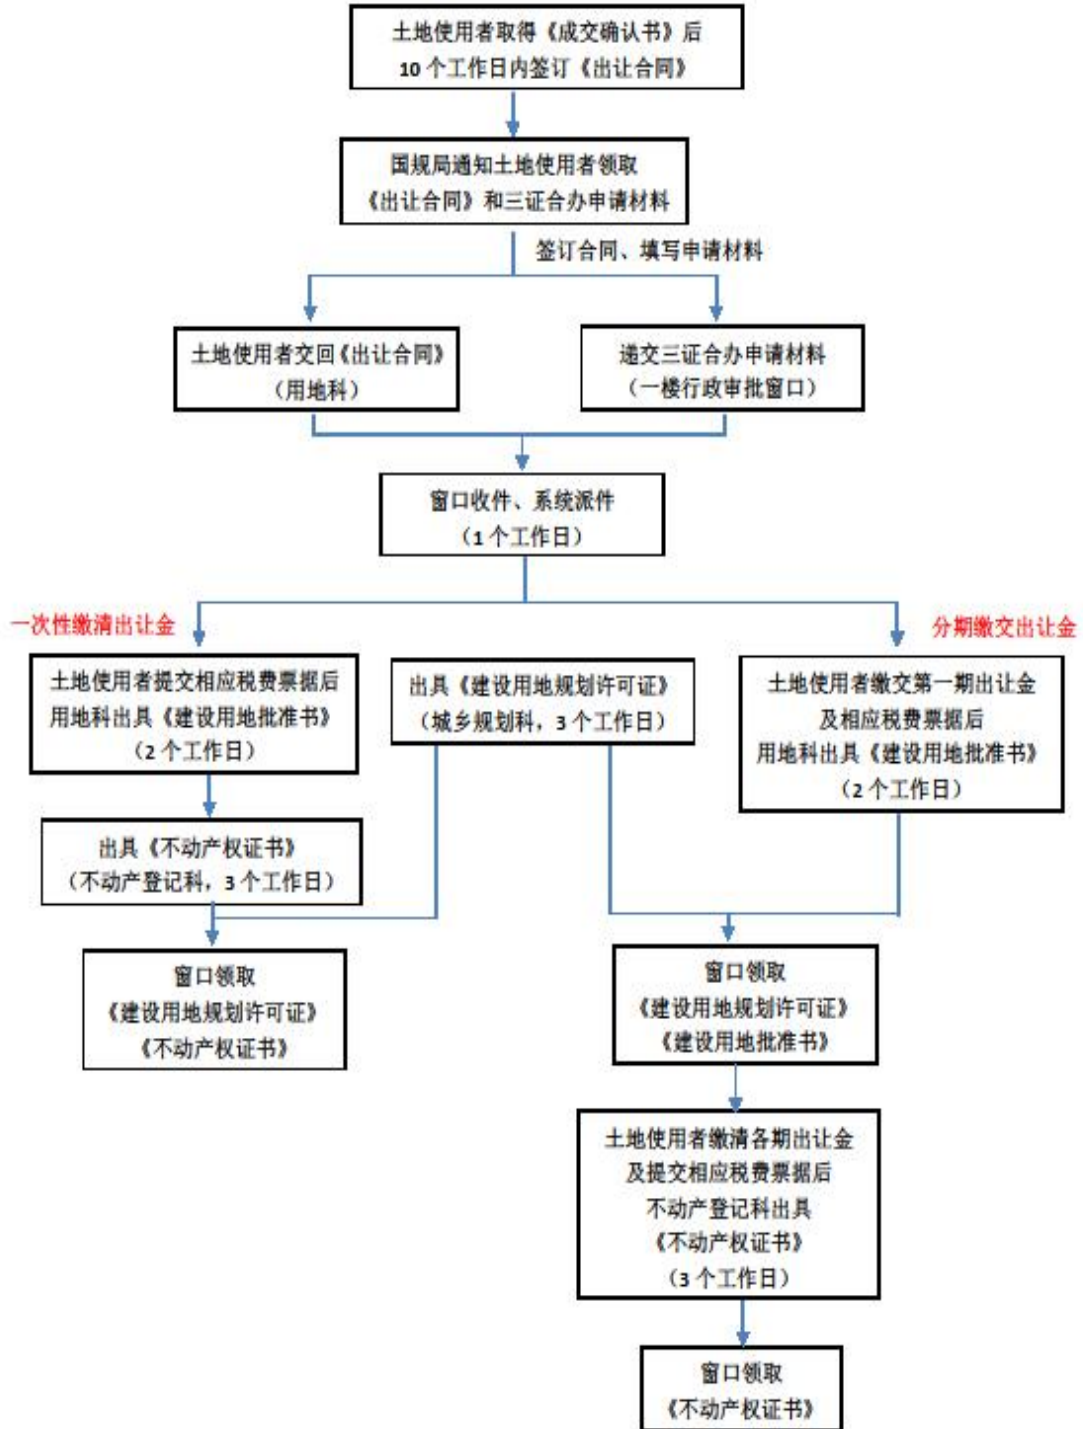 土地使用者取得《成交确认书》后
10 个工作日内签订《出让合同》
国规局通知土地使用者领取
《出让合同》和三证合办申请材料
签订合同、填写申请材料
土地使用者交回《出让合同》
（用地科）
递交三证合办申请材料
（一楼行政审批窗口）
窗口收件、系统派件
（1 个工作日）
一次性缴清出让金
分期缴交出让金
土地使用者提交相应税费票据后
用地科出具《建设用地批准书》
（2 个工作日）
出具《建设用地规划许可证》
（城乡规划科，3 个工作日）
土地使用者缴交第一期出让金
及相应税费票据后
用地科出具《建设用地批准书》
（2 个工作日）
出具《不动产权证书》
（不动产登记科，3 个工作日）
窗口领取
《建设用地规划许可证》
《不动产权证书》
窗口领取
《建设用地规划许可证》
《建设用地批准书》
土地使用者缴清各期出让金
及提交相应税费票据后
不动产登记科出具
《不动产权证书》
（3 个工作日）
窗口领取
《不动产权证书》